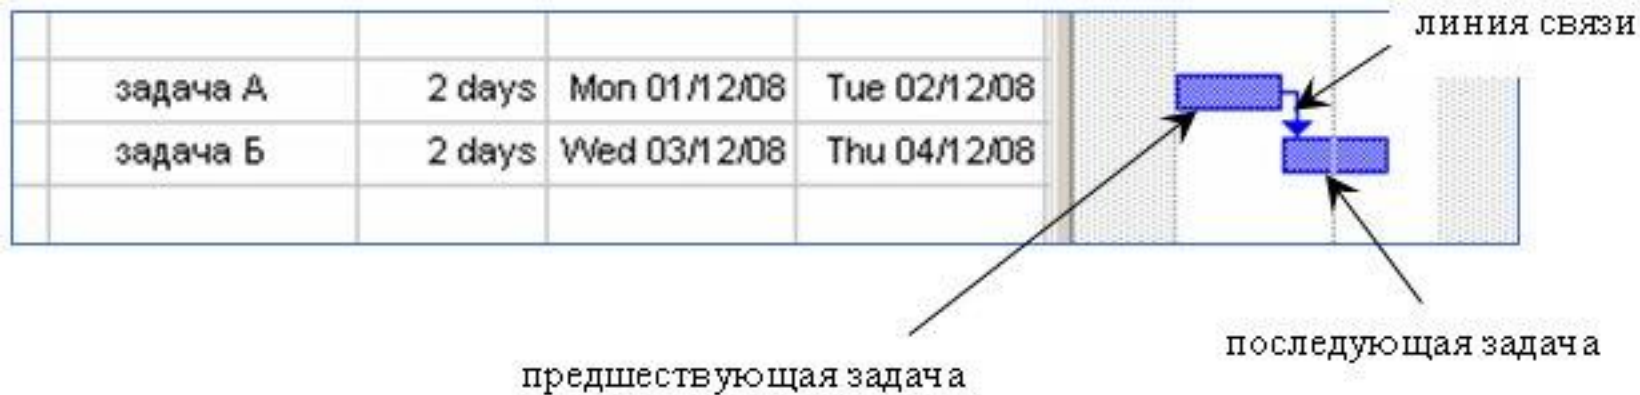 линия связи
задача А 2 days Mon 01/12/08 Tue 02/12/08
задача Б 2 days Wed 03/12/08 Thu 04/12/08
последующая задача
предшествующая задача